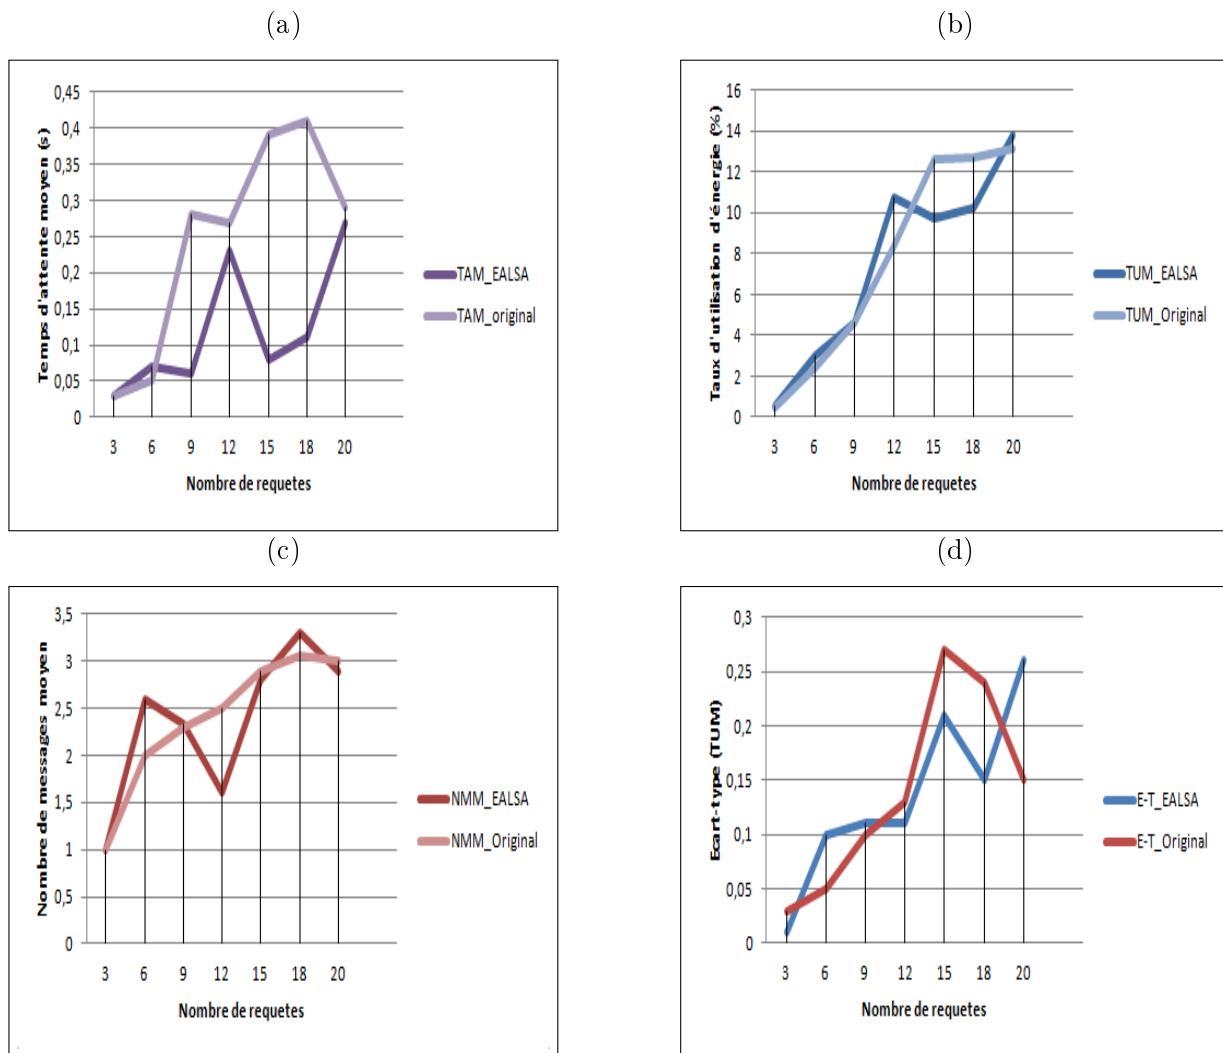 (a)
Temps d'attente moyen (s)
0,45
0,4
0,35
0,3
0,25
0,2
0,15
0,1
0,05
0
3 6 9 12 15 18 20
Nombre de requetes
TAM_EALSA
TAM_original
(b)
Taux d'utilisation d'énergie (%)
16
14
12
10
8
6
4
2
0
3 6 9 12 15 18 20
Nombre de requetes
TUM_EALSA
TUM_Original
(c)
Nombre de messages moyen
3,5
3
2,5
2
1,5
1
0,5
0
3 6 9 12 15 18 20
Nombre de requetes
NMM_EALSA
NMM_Original
(d)
Ecart-type (TUM)
0,3
0,25
0,2
0,15
0,1
0,05
0
3 6 9 12 15 18 20
Nombre de requetes
E-T_EALSA
E-T_Original